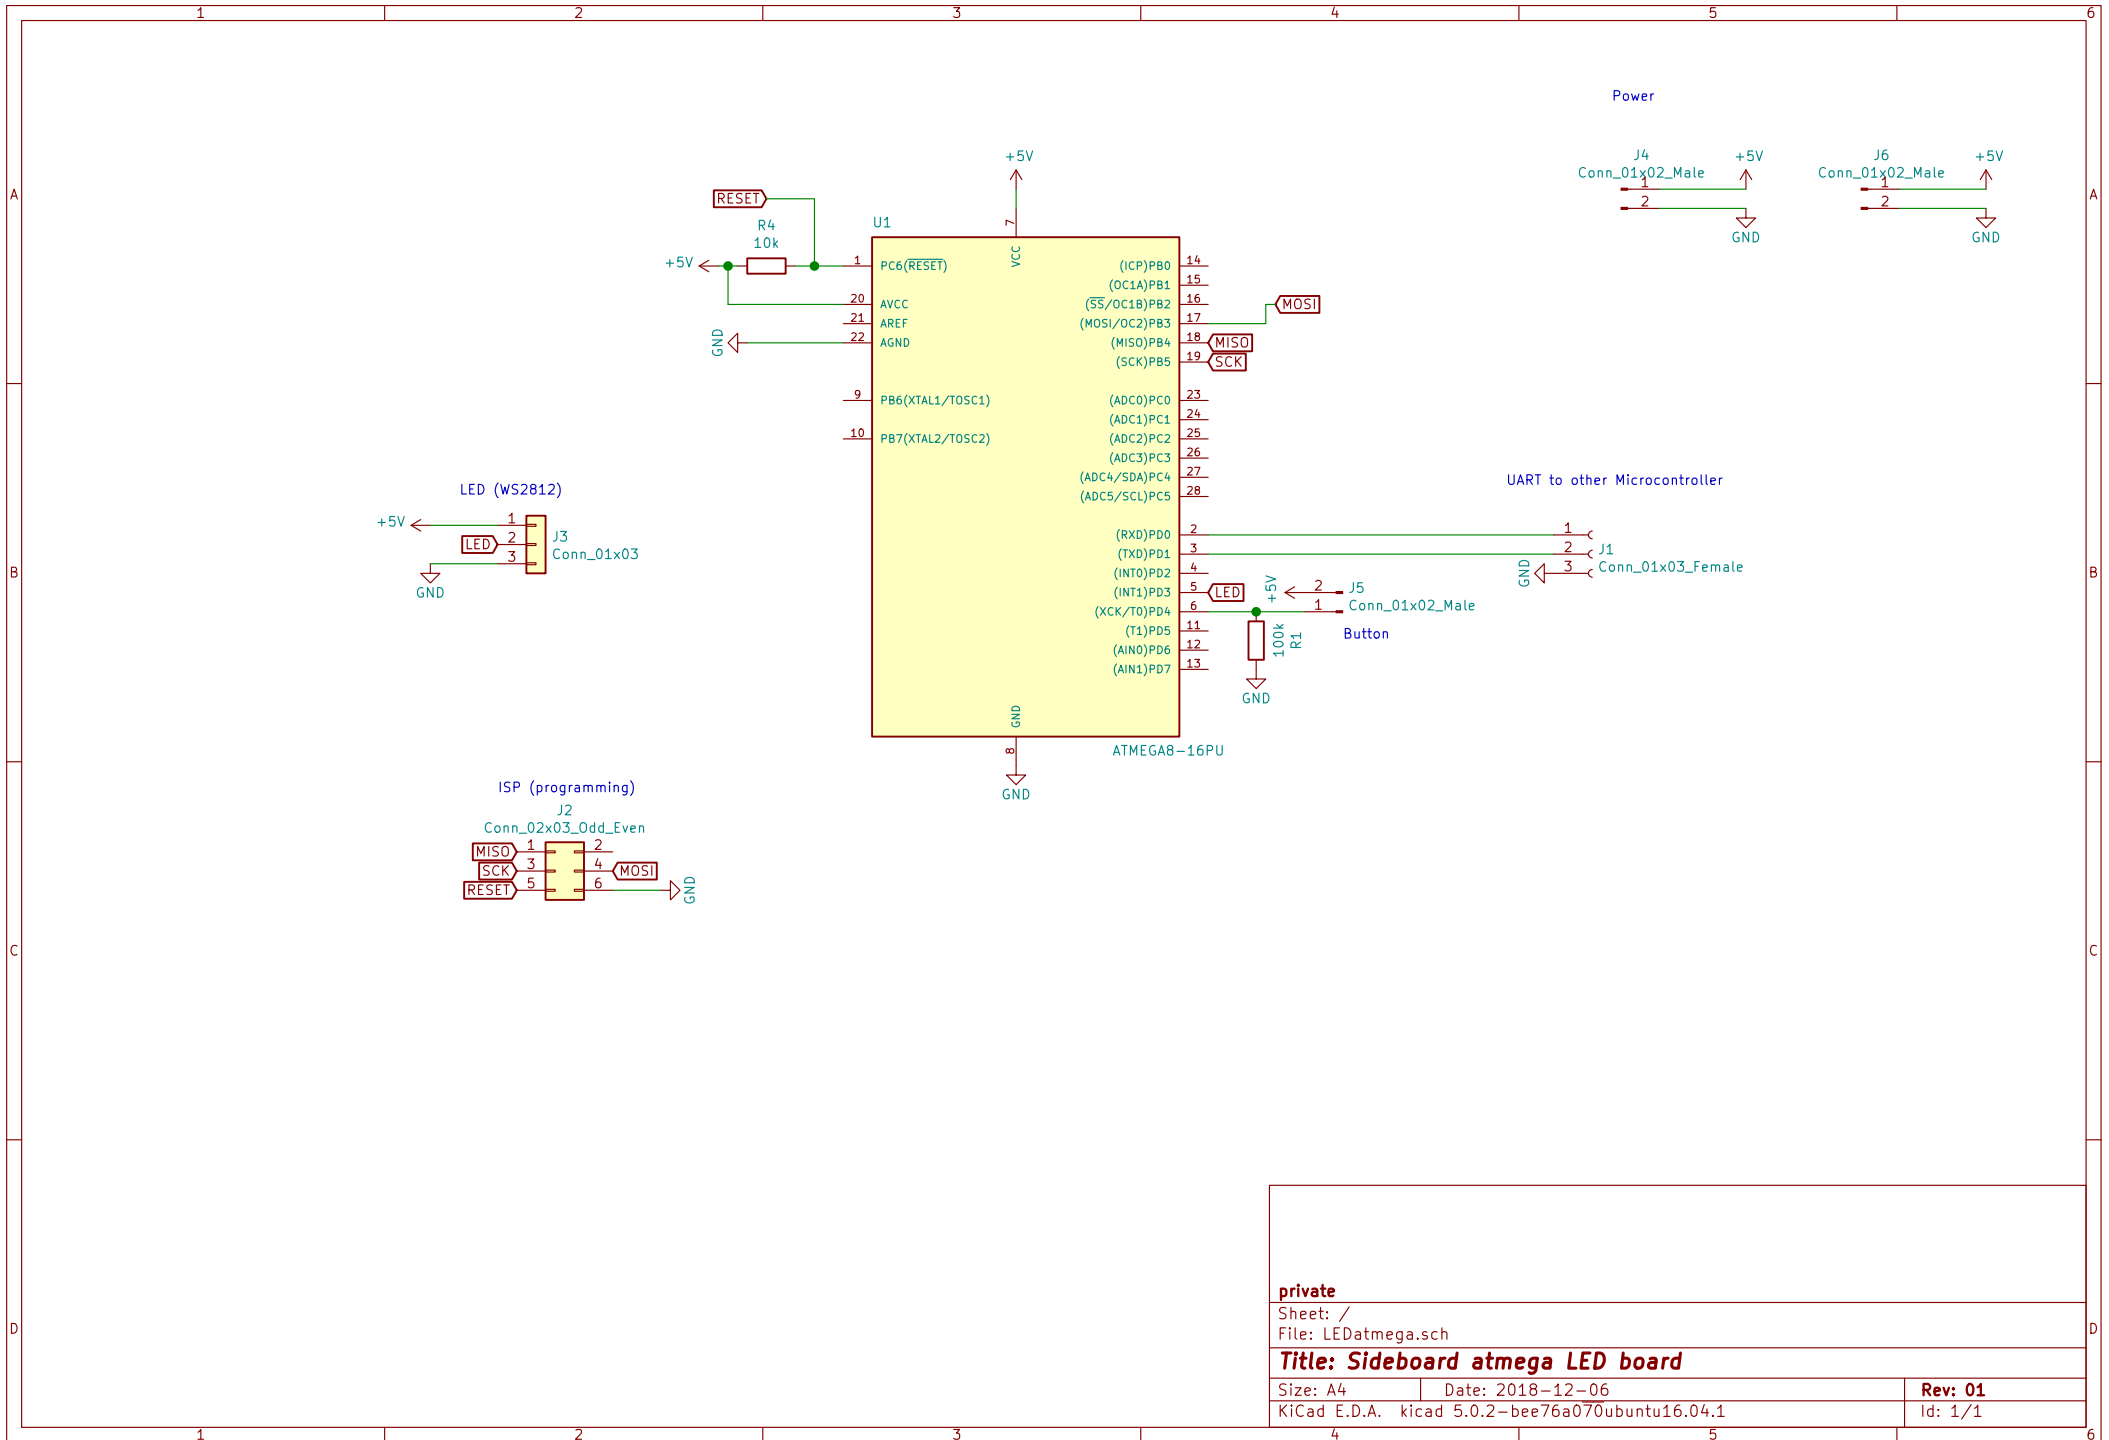 1 2 3 4 5 6
A
B
C
D
A
B
C
D
1 2 3 4 5 6
Power
J4
Conn_01x02_Male
1
2
+5V
GND
J6
Conn_01x02_Male
1
2
+5V
GND
+5V
RESET
R4
10k
+5V
GND
U1
7
VCC
1 PC6(RESET)
20 AVCC
21 AREF
22 AGND
9 PB6(XTAL1/TOSC1)
10 PB7(XTAL2/TOSC2)
(ICP)PB0 14
(OC1A)PB1 15
(SS/OC1B)PB2 16
(MOSI/OC2)PB3 17
(MISO)PB4 18
(SCK)PB5 19
(ADC0)PC0 23
(ADC1)PC1 24
(ADC2)PC2 25
(ADC3)PC3 26
(ADC4/SDA)PC4 27
(ADC5/SCL)PC5 28
(RXD)PD0 2
(TXD)PD1 3
(INT0)PD2 4
(INT1)PD3 5
(XCK/T0)PD4 6
(T1)PD5 11
(AIN0)PD6 12
(AIN1)PD7 13
GND
8
GND
ATMEGA8-16PU
MOSI
MISO
SCK
LED
UART to other Microcontroller
1
2
3
GND
J1
Conn_01x03_Female
+5V
2
1
J5
Conn_01x02_Male
Button
100k
R1
GND
LED (WS2812)
+5V
LED
GND
1
2
3
J3
Conn_01x03
ISP (programming)
J2
Conn_02x03_Odd_Even
MISO 1 2
SCK 3 4 MOSI
RESET 5 6 GND
private
Sheet: /
File: LEDatmega.sch
Title: Sideboard atmega LED board
Size: A4 Date: 2018-12-06 Rev: 01
KiCad E.D.A. kicad 5.0.2-bee76a070ubuntu16.04.1 Id: 1/1